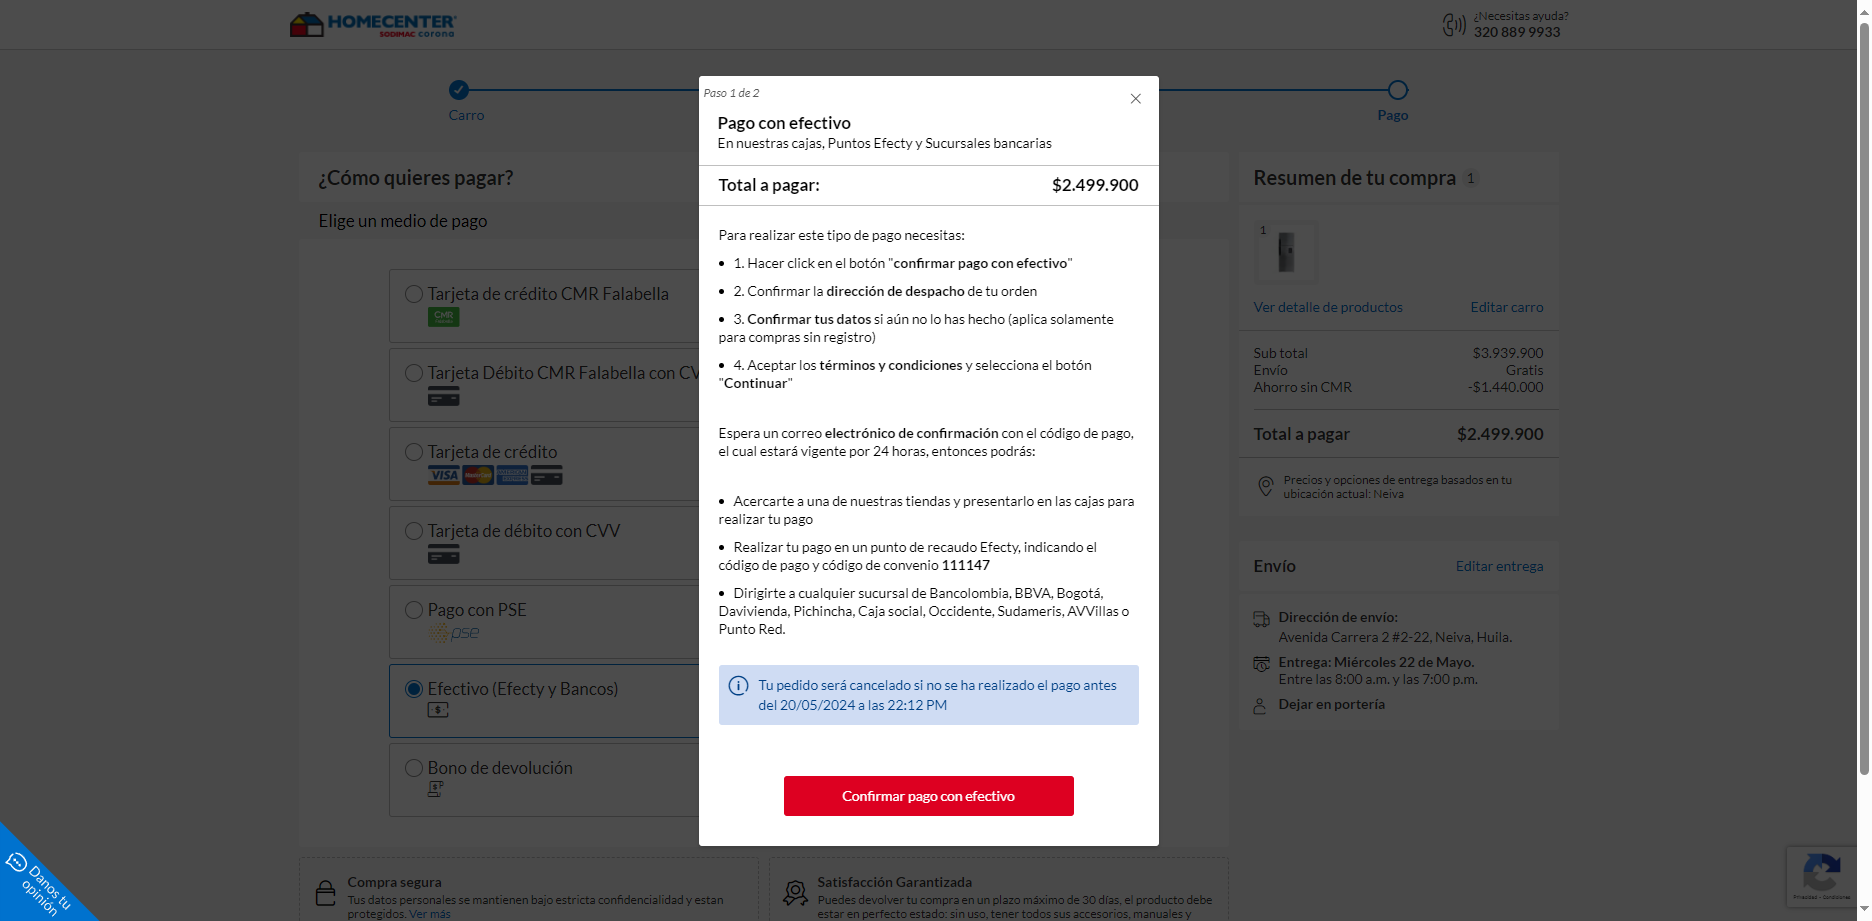 HOMECENTER
SODIMAC corona
¿Necesitas ayuda?
320 889 9933
Carro
Pago
¿Cómo quieres pagar?
Elige un medio de pago
Tarjeta de crédito CMR Falabella
CMR
Tarjeta Débito CMR Falabella con CV
Tarjeta de crédito
VISA
MasterCard
AMERICAN EXPRESS
Tarjeta de débito con CVV
Pago con PSE
pse
Efectivo (Efecty y Bancos)
Bono de devolución
Paso 1 de 2
Pago con efectivo
En nuestras cajas, Puntos Efecty y Sucursales bancarias
Total a pagar: $2.499.900
Para realizar este tipo de pago necesitas:
• 1. Hacer click en el botón "confirmar pago con efectivo"
• 2. Confirmar la dirección de despacho de tu orden
• 3. Confirmar tus datos si aún no lo has hecho (aplica solamente
para compras sin registro)
• 4. Aceptar los términos y condiciones y selecciona el botón
"Continuar"
Espera un correo electrónico de confirmación con el código de pago,
el cual estará vigente por 24 horas, entonces podrás:
• Acercarte a una de nuestras tiendas y presentarlo en las cajas para
realizar tu pago
• Realizar tu pago en un punto de recaudo Efecty, indicando el
código de pago y código de convenio 111147
• Dirigirte a cualquier sucursal de Bancolombia, BBVA, Bogotá,
Davivienda, Pichincha, Caja social, Occidente, Sudameris, AVVillas o
Punto Red.
Tu pedido será cancelado si no se ha realizado el pago antes
del 20/05/2024 a las 22:12 PM
Confirmar pago con efectivo
Resumen de tu compra 1
1
Ver detalle de productos Editar carro
Sub total $3.939.900
Envío Gratis
Ahorro sin CMR -$1.440.000
Total a pagar $2.499.900
Precios y opciones de entrega basados en tu
ubicación actual: Neiva
Envío Editar entrega
Dirección de envío:
Avenida Carrera 2 #2-22, Neiva, Huila.
Entrega: Miércoles 22 de Mayo.
Entre las 8:00 a.m. y las 7:00 p.m.
Dejar en portería
Compra segura
Tus datos personales se mantienen bajo estricta confidencialidad y estan
protegidos. Ver más
Satisfacción Garantizada
Puedes devolver tu compra en un plazo máximo de 30 días, el producto debe
estar en perfecto estado: sin uso, tener todos sus accesorios, manuales y
Danos tu
opinión
Privacidad - Condiciones